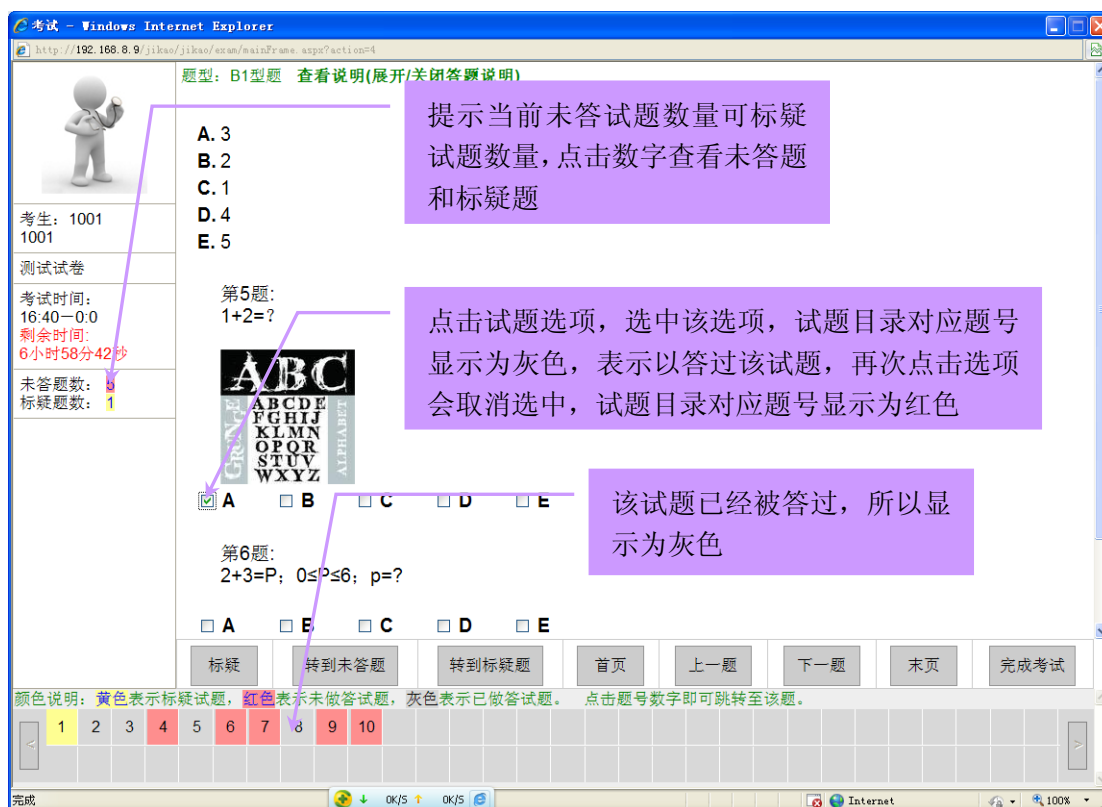 考试 - Windows Internet Explorer
http://192.168.8.9/jikao/jikao/exam/mainFrame.aspx?action=4
题型：B1型题 查看说明(展开/关闭答题说明)
提示当前未答试题数量可标疑
试题数量，点击数字查看未答题
和标疑题
A. 3
B. 2
C. 1
D. 4
E. 5
考生：1001
1001
测试试卷
考试时间：
16:40－0:0
剩余时间:
6小时58分42秒
未答题数： 5
标疑题数： 1
第5题:
1+2=？
点击试题选项，选中该选项，试题目录对应题号
显示为灰色，表示以答过该试题，再次点击选项
会取消选中，试题目录对应题号显示为红色
ABC
GRUNGE
ABCDE
FGHIJ
KLMN
OPQR
STUV
WXYZ
ALPHABET
A B C D E
该试题已经被答过，所以显
示为灰色
第6题:
2+3=P；0≤P≤6；p=?
A B C D E
标疑 转到未答题 转到标疑题 首页 上一题 下一题 末页 完成考试
颜色说明：黄色表示标疑试题，红色表示未做答试题，灰色表示已做答试题。 点击题号数字即可跳转至该题。
< 1 2 3 4 5 6 7 8 9 10 >
完成 0K/S 0K/S Internet 100%